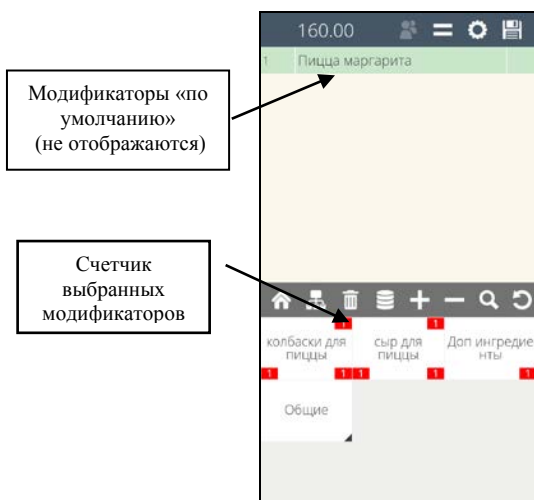 160.00
1 Пицца маргарита
Модификаторы «по
умолчанию»
(не отображаются)
Счетчик
выбранных
модификаторов
1 1
колбаски для
пиццы
сыр для
пиццы
Доп ингредие
нты
1 1 1 1 1
Общие